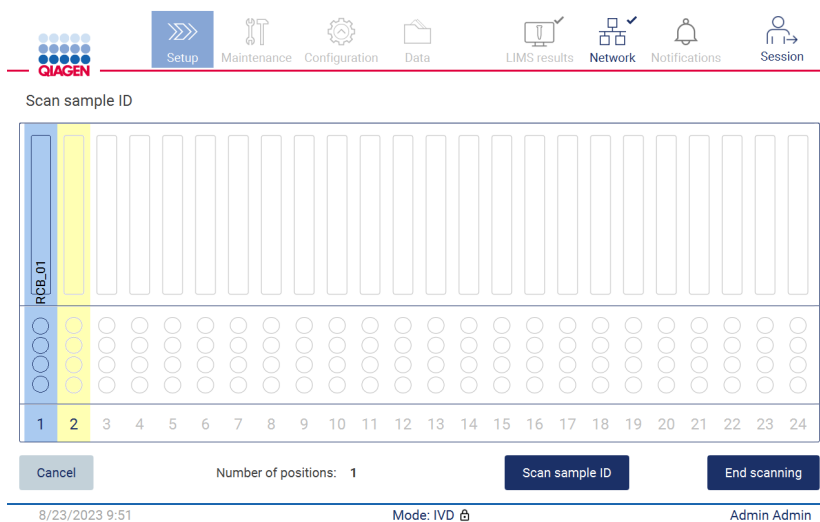 QIAGEN
Setup
Maintenance
Configuration
Data
LIMS results
Network
Notifications
Session
Scan sample ID
RCB_01
1 2 3 4 5 6 7 8 9 10 11 12 13 14 15 16 17 18 19 20 21 22 23 24
Cancel
Number of positions: 1
Scan sample ID
End scanning
8/23/2023 9:51
Mode: IVD
Admin Admin